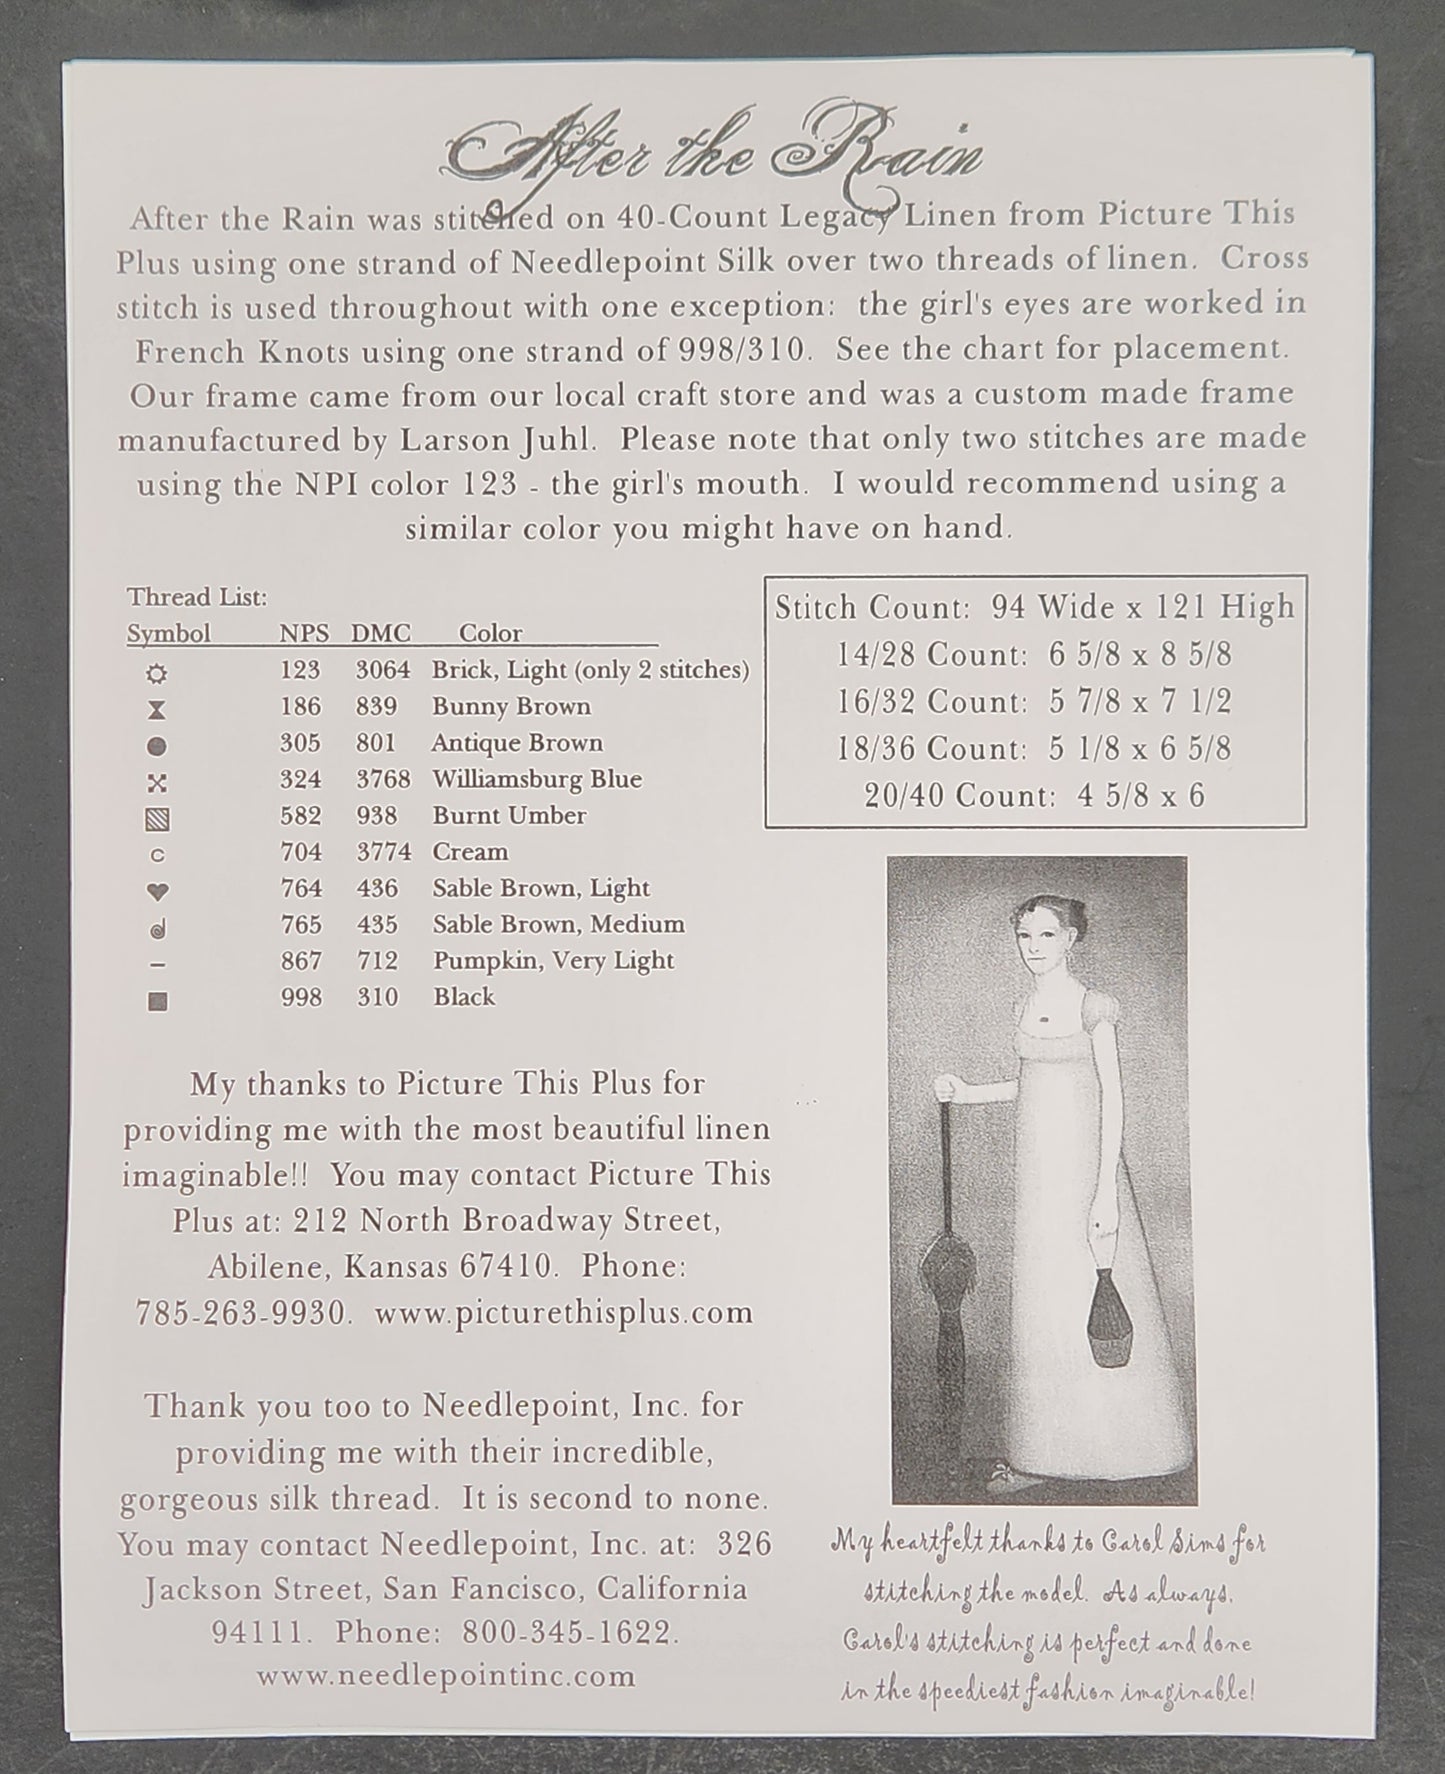 After the Rain
After the Rain was stitched on 40-Count Legacy Linen from Picture This
Plus using one strand of Needlepoint Silk over two threads of linen. Cross
stitch is used throughout with one exception: the girl's eyes are worked in
French Knots using one strand of 998/310. See the chart for placement.
Our frame came from our local craft store and was a custom made frame
manufactured by Larson Juhl. Please note that only two stitches are made
using the NPI color 123 - the girl's mouth. I would recommend using a
similar color you might have on hand.
Thread List:
Symbol NPS DMC Color
123 3064 Brick, Light (only 2 stitches)
186 839 Bunny Brown
305 801 Antique Brown
324 3768 Williamsburg Blue
582 938 Burnt Umber
c 704 3774 Cream
764 436 Sable Brown, Light
765 435 Sable Brown, Medium
– 867 712 Pumpkin, Very Light
998 310 Black
Stitch Count: 94 Wide x 121 High
14/28 Count: 6 5/8 x 8 5/8
16/32 Count: 5 7/8 x 7 1/2
18/36 Count: 5 1/8 x 6 5/8
20/40 Count: 4 5/8 x 6
My thanks to Picture This Plus for
providing me with the most beautiful linen
imaginable!! You may contact Picture This
Plus at: 212 North Broadway Street,
Abilene, Kansas 67410. Phone:
785-263-9930. www.picturethisplus.com
Thank you too to Needlepoint, Inc. for
providing me with their incredible,
gorgeous silk thread. It is second to none.
You may contact Needlepoint, Inc. at: 326
Jackson Street, San Fancisco, California
94111. Phone: 800-345-1622.
www.needlepointinc.com
My heartfelt thanks to Carol Sims for
stitching the model. As always,
Carol's stitching is perfect and done
in the speediest fashion imaginable!